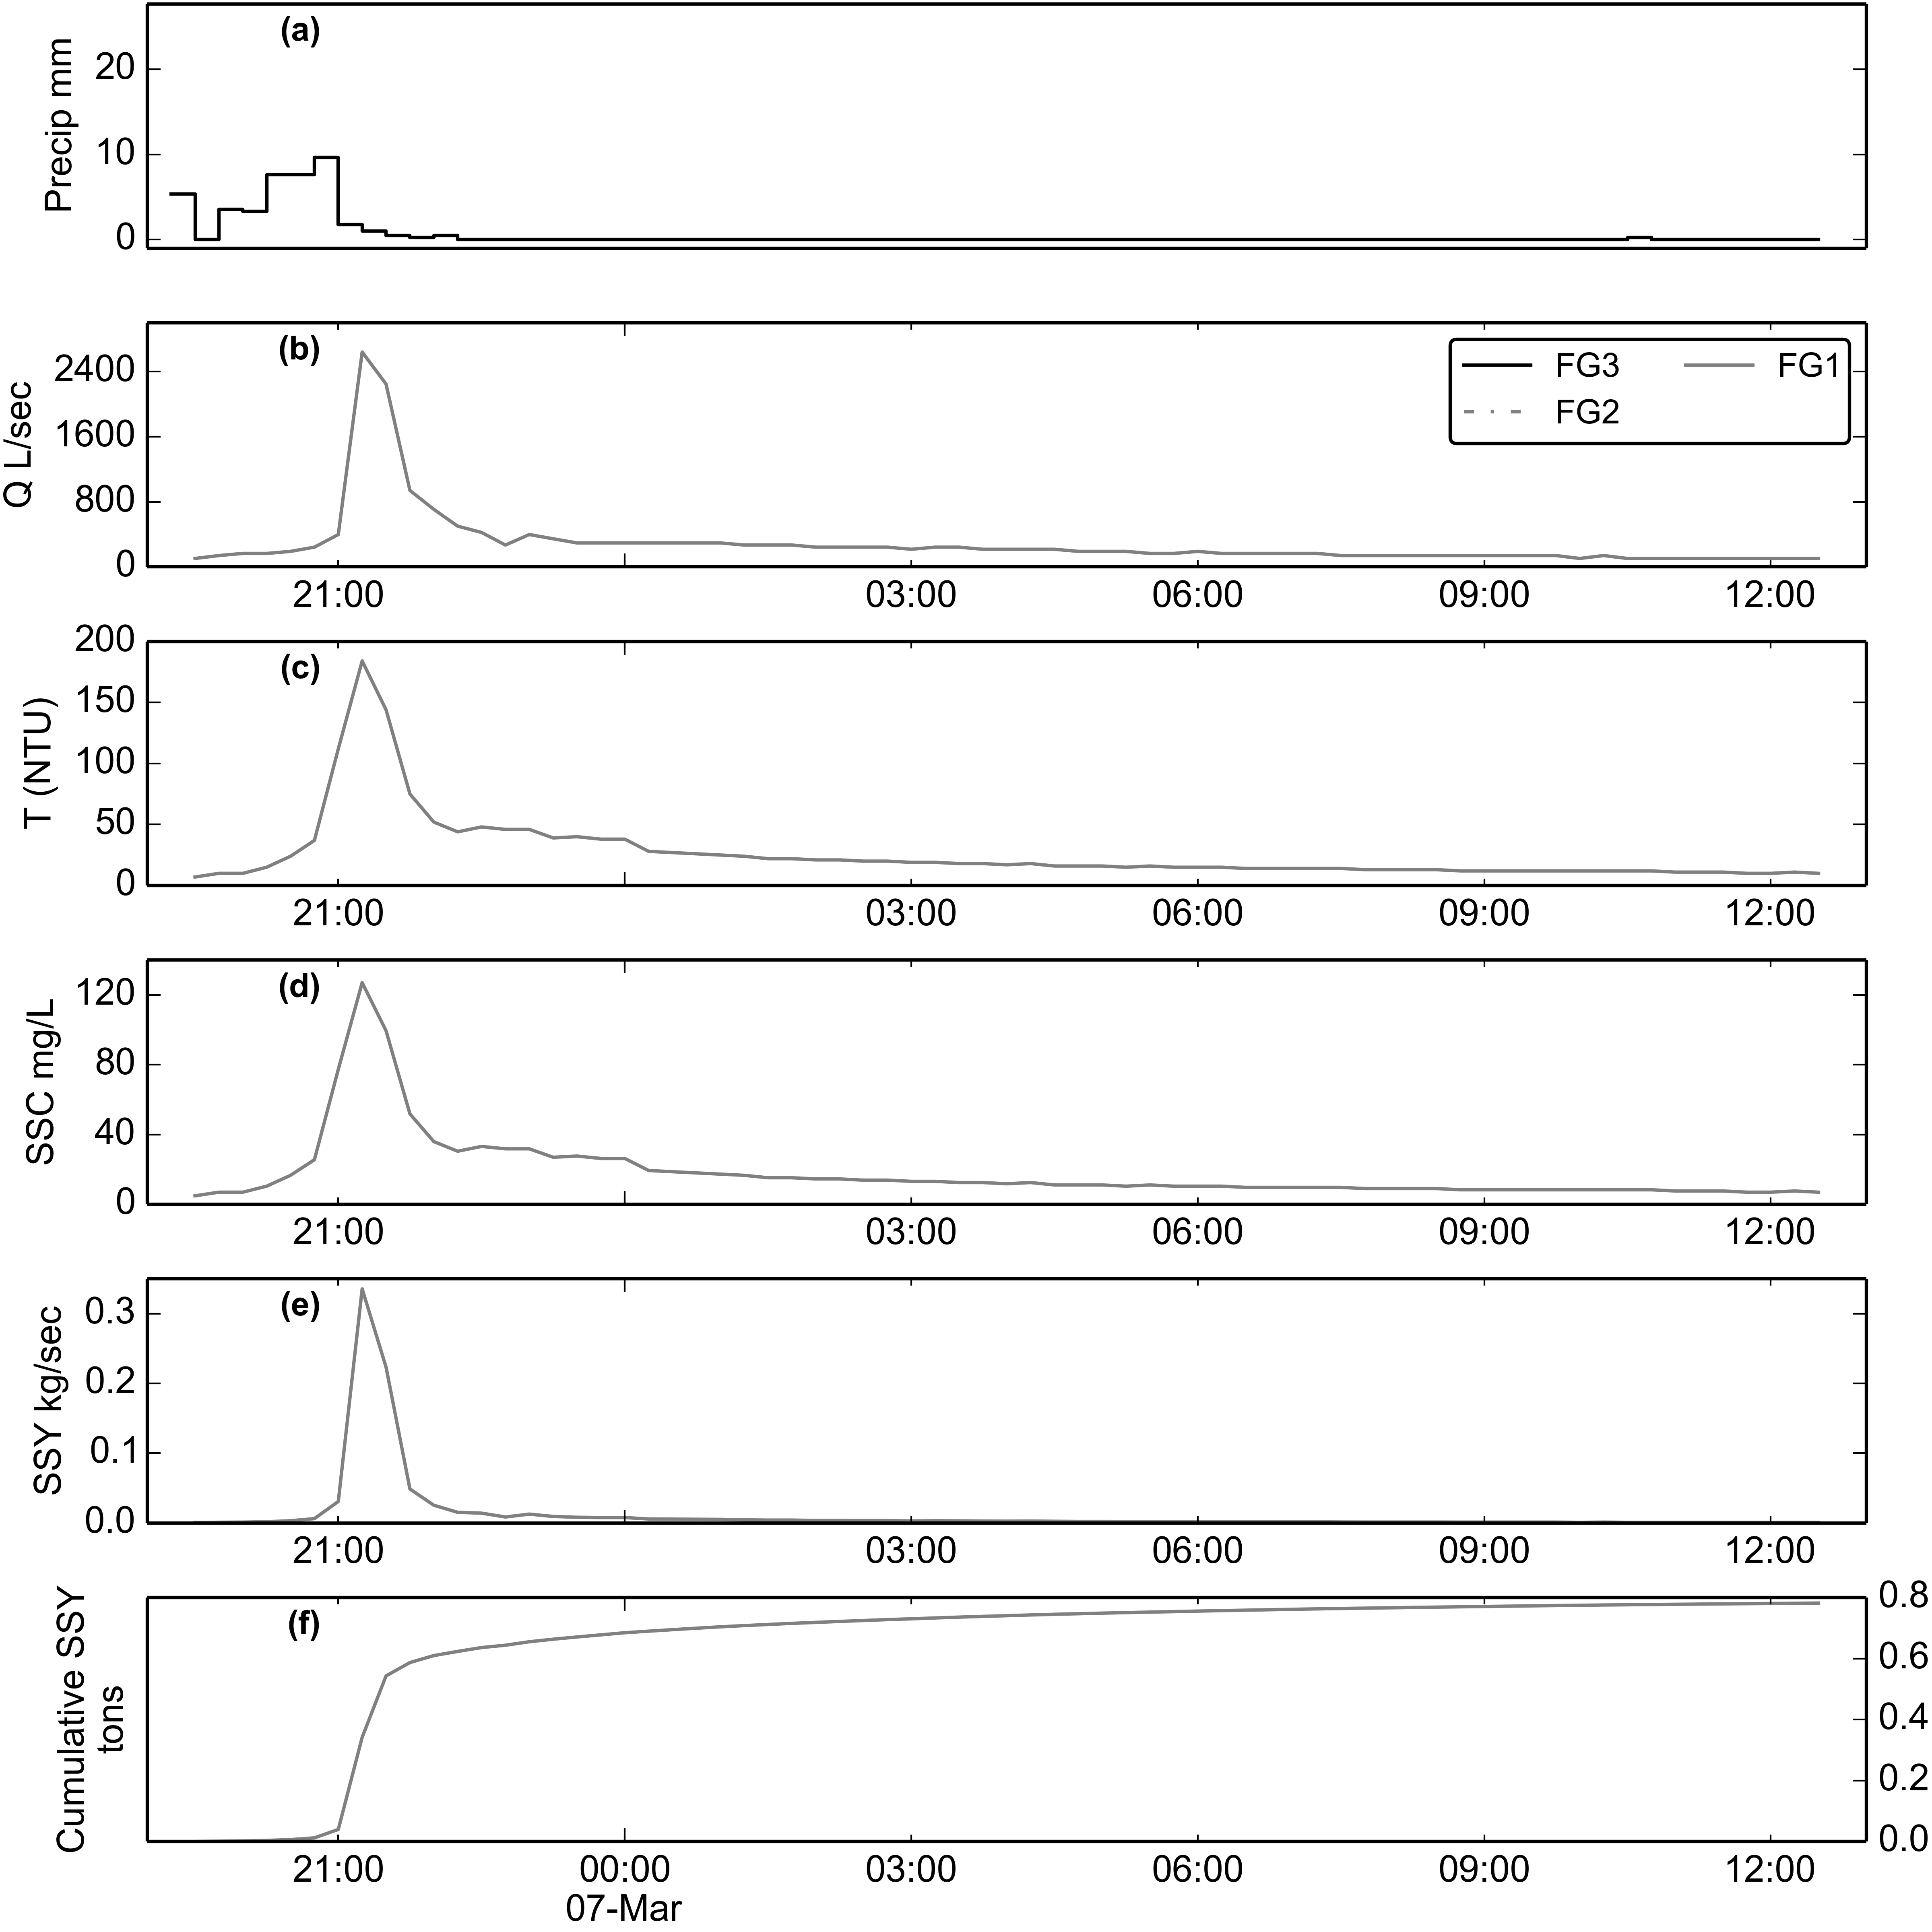 (a)
Precip mm
20
10
0
(b)
Q L/sec
2400
1600
800
0
FG3 FG1
FG2
21:00 03:00 06:00 09:00 12:00
(c)
T (NTU)
200
150
100
50
0
21:00 03:00 06:00 09:00 12:00
(d)
SSC mg/L
120
80
40
0
21:00 03:00 06:00 09:00 12:00
(e)
SSY kg/sec
0.3
0.2
0.1
0.0
21:00 03:00 06:00 09:00 12:00
(f)
Cumulative SSY
tons
0.8
0.6
0.4
0.2
0.0
21:00 00:00 03:00 06:00 09:00 12:00
07-Mar